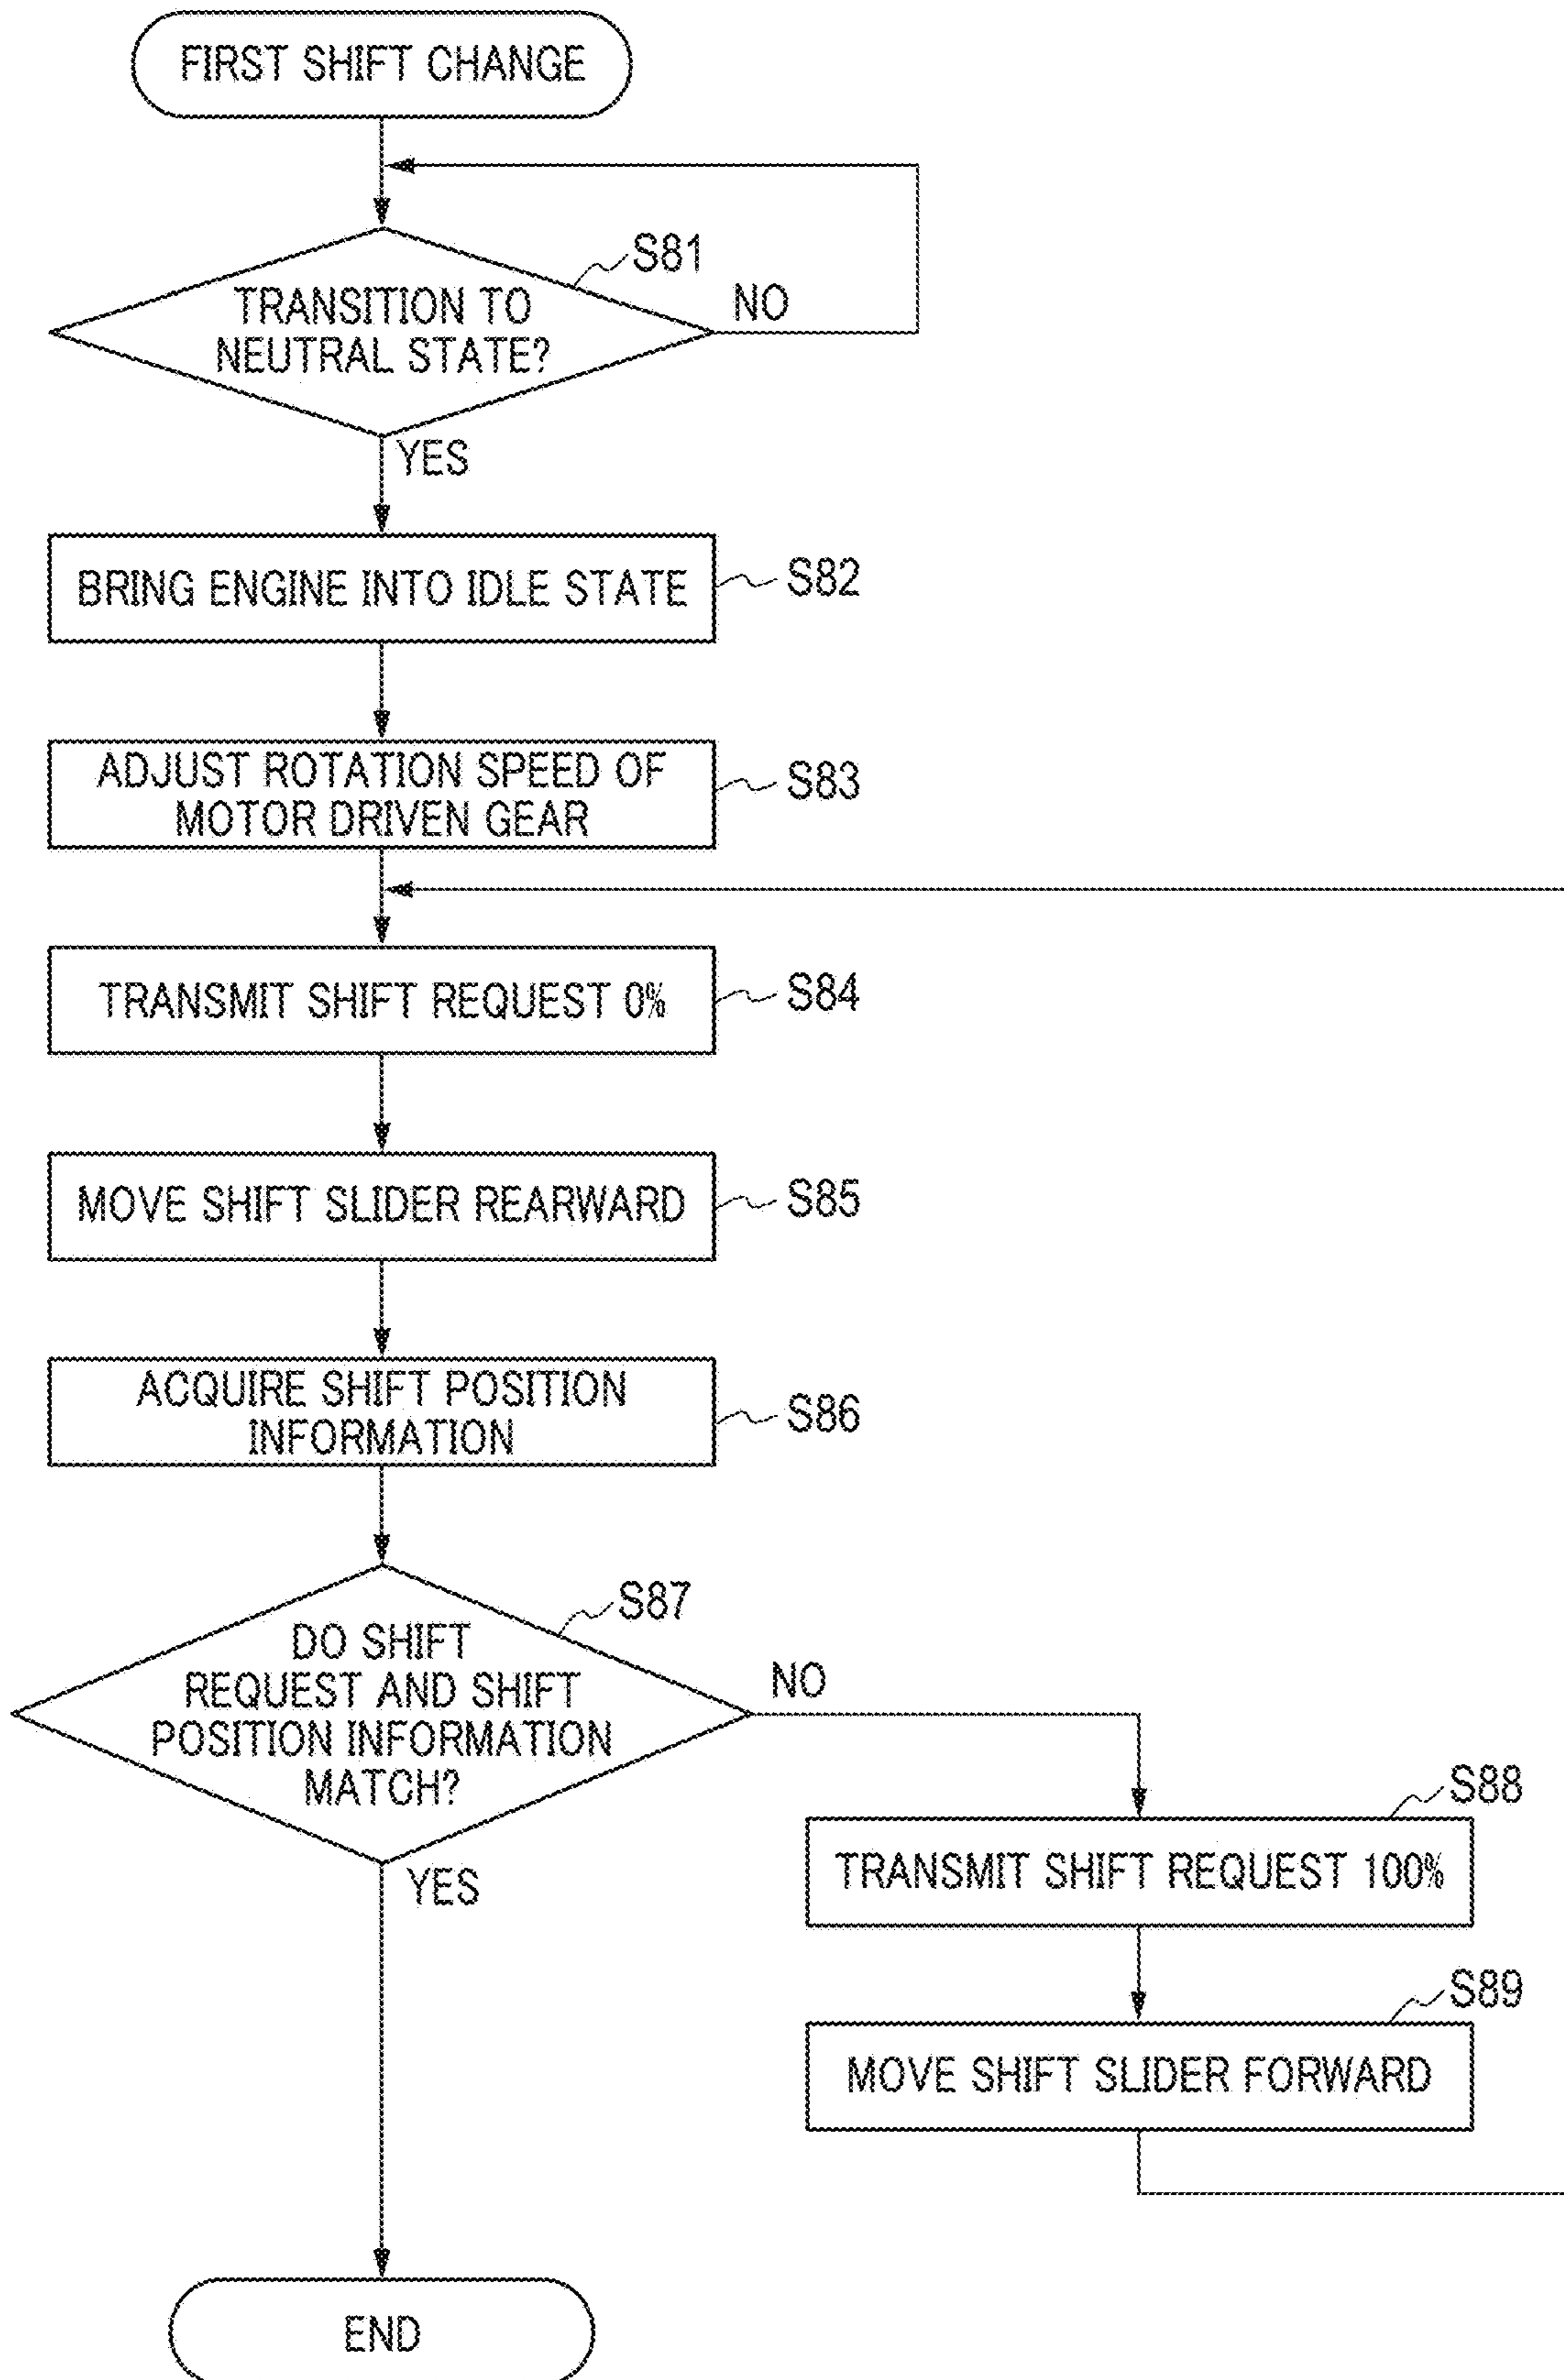 FIRST SHIFT CHANGE
S81
TRANSITION TO
NEUTRAL STATE?
NO
YES
BRING ENGINE INTO IDLE STATE
S82
ADJUST ROTATION SPEED OF
MOTOR DRIVEN GEAR
S83
TRANSMIT SHIFT REQUEST 0%
S84
MOVE SHIFT SLIDER REARWARD
S85
ACQUIRE SHIFT POSITION
INFORMATION
S86
S87
DO SHIFT
REQUEST AND SHIFT
POSITION INFORMATION
MATCH?
NO
YES
S88
TRANSMIT SHIFT REQUEST 100%
S89
MOVE SHIFT SLIDER FORWARD
END